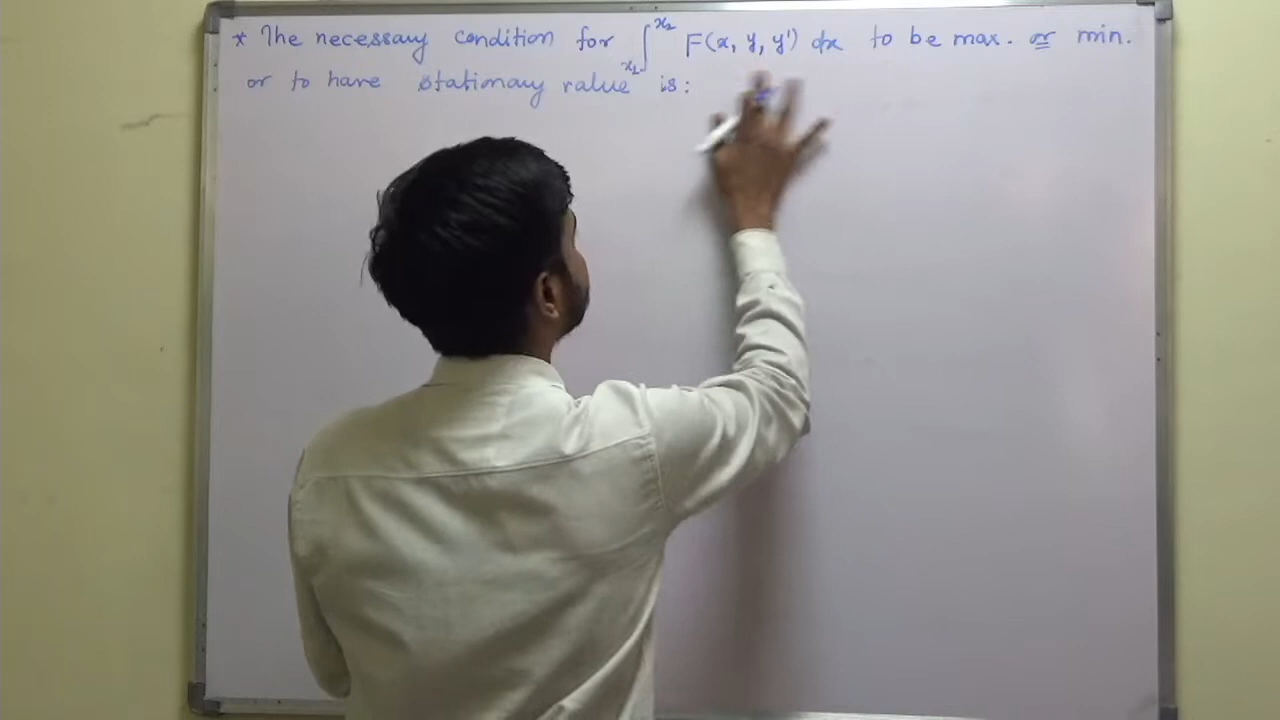 * The necessary condition for ∫_{x₁}^{x₂} F(x, y, y') dx to be max. or min.
or to have stationary value is: